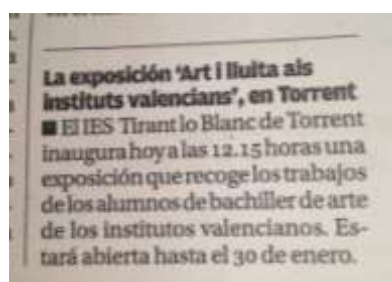 La exposición ‘Art i lluita als
instituts valencians’, en Torrent
■ El IES Tirant lo Blanc de Torrent
inaugura hoy a las 12.15 horas una
exposición que recoge los trabajos
de los alumnos de bachiller de arte
de los institutos valencianos. Es-
tará abierta hasta el 30 de enero.